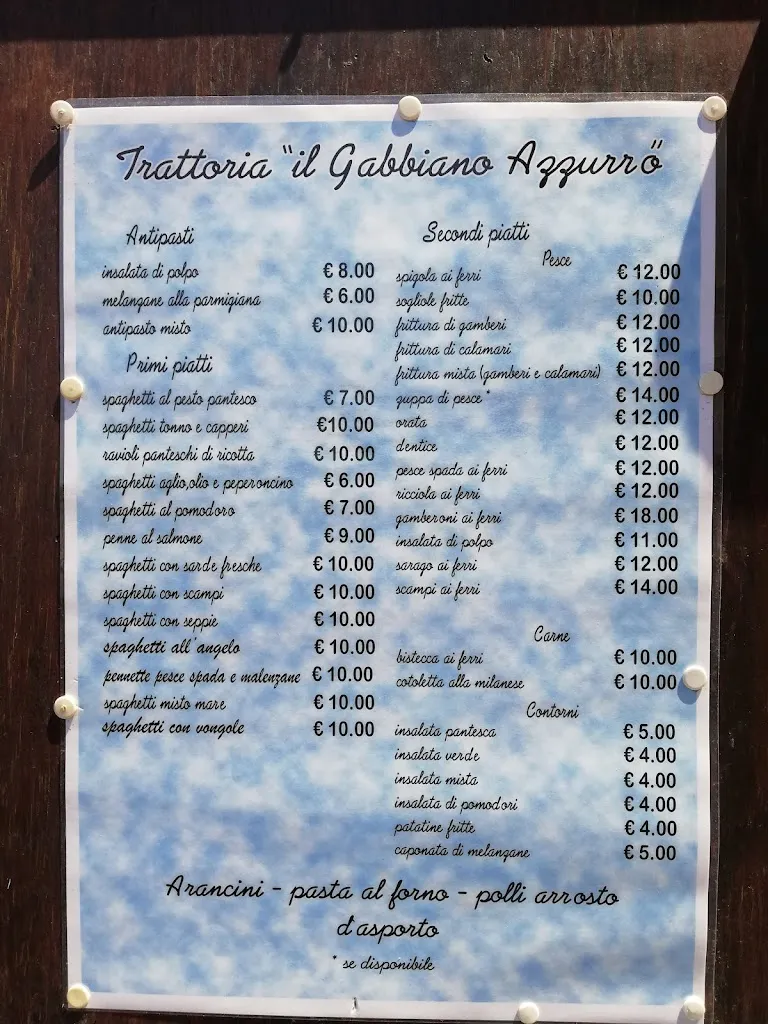 Trattoria "il Gabbiano Azzurro"
Antipasti
insalata di polpo € 8.00
melangane alla parmigiana € 6.00
antipasto misto € 10.00
Primi piatti
spaghetti al pesto pantesco € 7.00
spaghetti tonno e capperi €10.00
ravioli panteschi di ricotta € 10.00
spaghetti aglio,olio e peperoncino € 6.00
spaghetti al pomodoro € 7.00
penne al salmone € 9.00
spaghetti con sarde fresche € 10.00
spaghetti con scampi € 10.00
spaghetti con seppie € 10.00
spaghetti all'angelo € 10.00
pennette pesce spada e malenzane € 10.00
spaghetti misto mare € 10.00
spaghetti con vongole € 10.00
Secondi piatti
Pesce
spigola ai ferri € 12.00
sogliole fritte € 10.00
frittura di gamberi € 12.00
frittura di calamari € 12.00
frittura mista (gamberi e calamari) € 12.00
zuppa di pesce * € 14.00
orata € 12.00
dentice € 12.00
pesce spada ai ferri € 12.00
ricciola ai ferri € 12.00
gamberoni ai ferri € 18.00
insalata di polpo € 11.00
sarago ai ferri € 12.00
scampi ai ferri € 14.00
Carne
bistecca ai ferri € 10.00
cotoletta alla milanese € 10.00
Contorni
insalata pantesca € 5.00
insalata verde € 4.00
insalata mista € 4.00
insalata di pomodori € 4.00
patatine fritte € 4.00
caponata di melanzane € 5.00
Arancini - pasta al forno - polli arrosto
d'asporto
* se disponibile